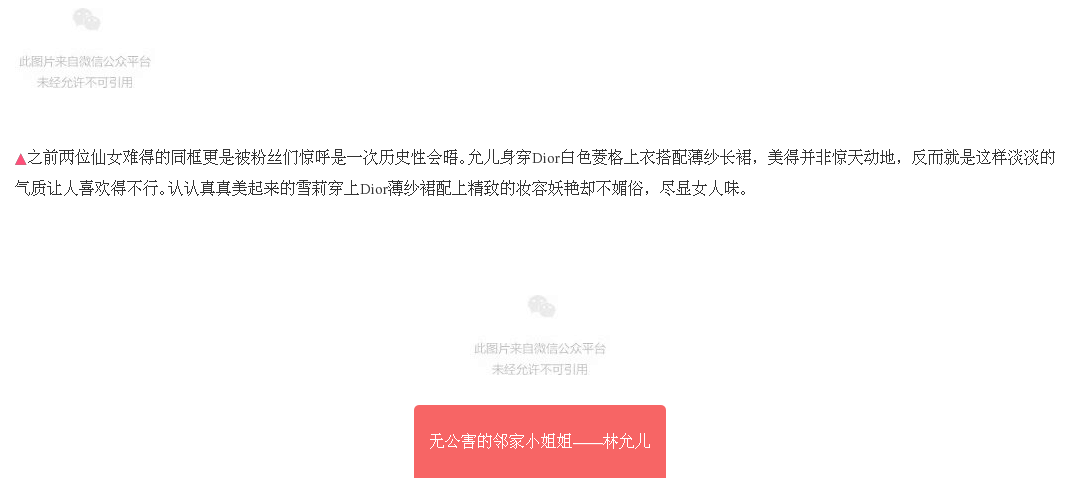 此图片来自微信公众平台
未经允许不可引用
▲之前两位仙女难得的同框更是被粉丝们惊呼是一次历史性会晤。允儿身穿Dior白色菱格上衣搭配薄纱长裙，美得并非惊天动地，反而就是这样淡淡的
气质让人喜欢得不行。认认真真美起来的雪莉穿上Dior薄纱裙配上精致的妆容妖艳却不媚俗，尽显女人味。
此图片来自微信公众平台
未经允许不可引用
无公害的邻家小姐姐——林允儿